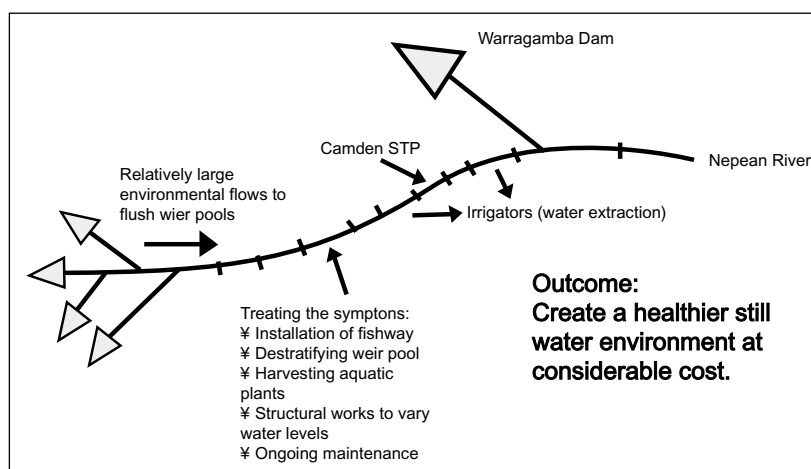 Warragamba Dam
Camden STP
Nepean River
Relatively large
environmental flows to
flush wier pools
Irrigators (water extraction)
Treating the symptons:
¥ Installation of fishway
¥ Destratifying weir pool
¥ Harvesting aquatic
plants
¥ Structural works to vary
water levels
¥ Ongoing maintenance
Outcome:
Create a healthier still
water environment at
considerable cost.